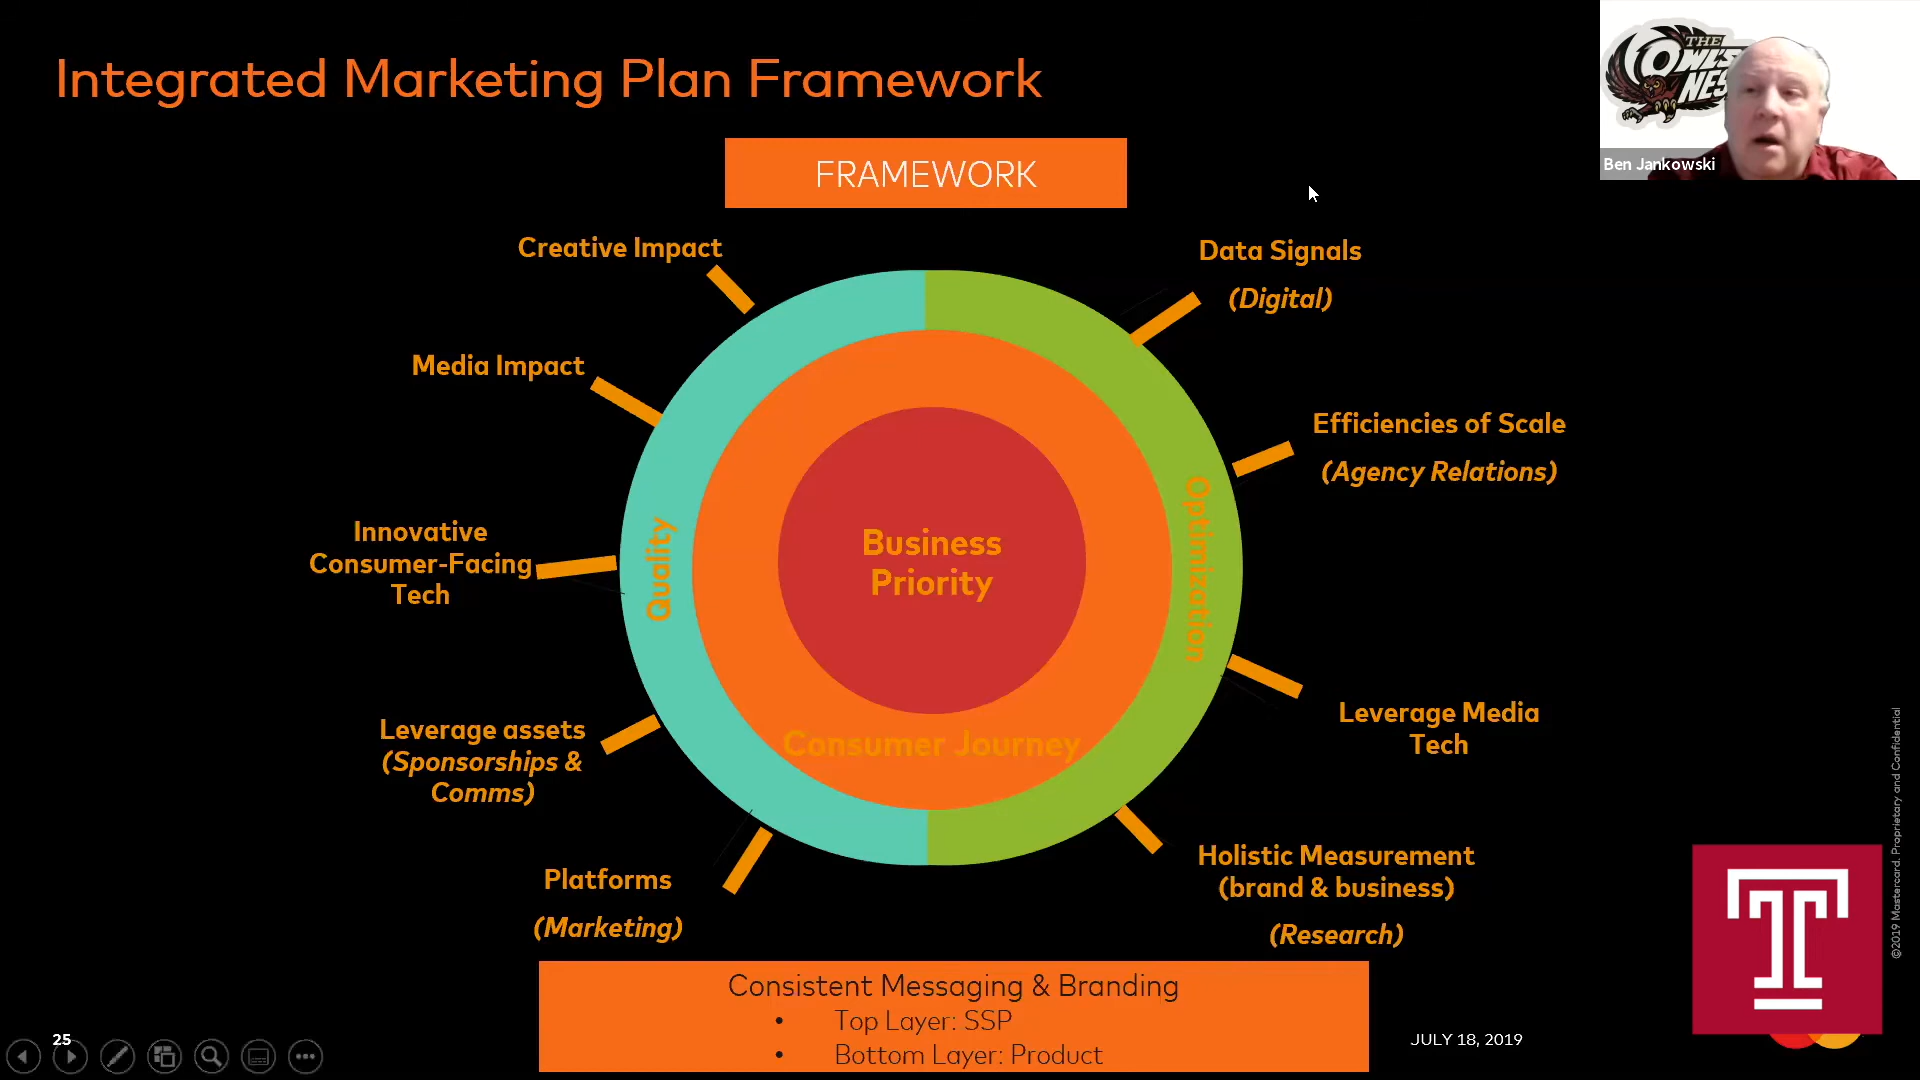 Integrated Marketing Plan Framework
THE
OWL'S
NES
Ben Jankowski
FRAMEWORK
Creative Impact
Data Signals
(Digital)
Media Impact
Efficiencies of Scale
(Agency Relations)
Innovative
Consumer-Facing
Tech
Quality
Business
Priority
Optimization
Leverage assets
(Sponsorships &
Comms)
Consumer Journey
Leverage Media
Tech
Platforms
(Marketing)
Holistic Measurement
(brand & business)
(Research)
Consistent Messaging & Branding
• Top Layer: SSP
• Bottom Layer: Product
25
JULY 18, 2019
©2019 Mastercard. Proprietary and Confidential
T